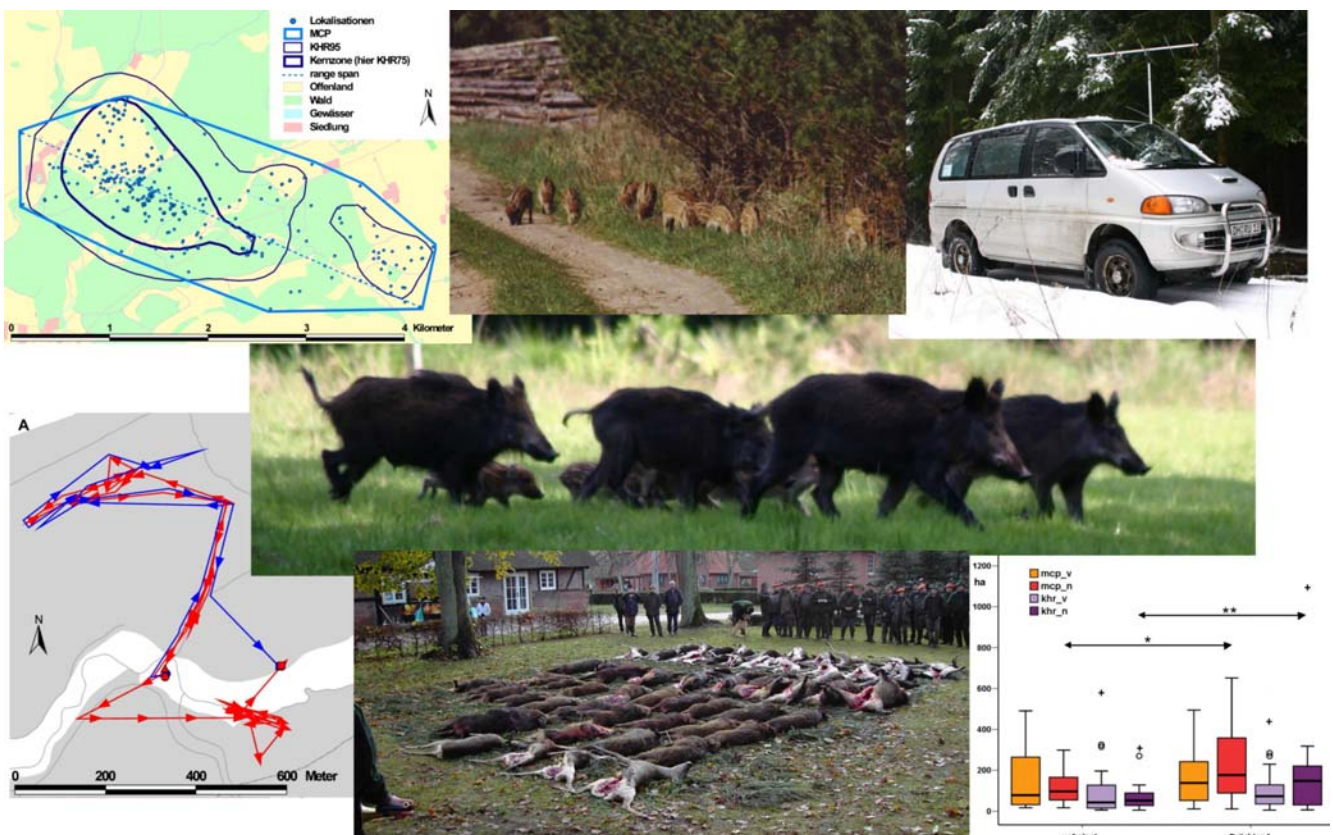 Lokalisationen
MCP
KHR95
Kernzone (hier KHR75)
range span
Offenland
Wald
Gewässer
Siedlung
N
0 1 2 3 4 Kilometer
A
N
0 200 400 600 Meter
1200
ha
1000
800
600
400
200
0
mcp_v
mcp_n
khr_v
khr_n
**
*